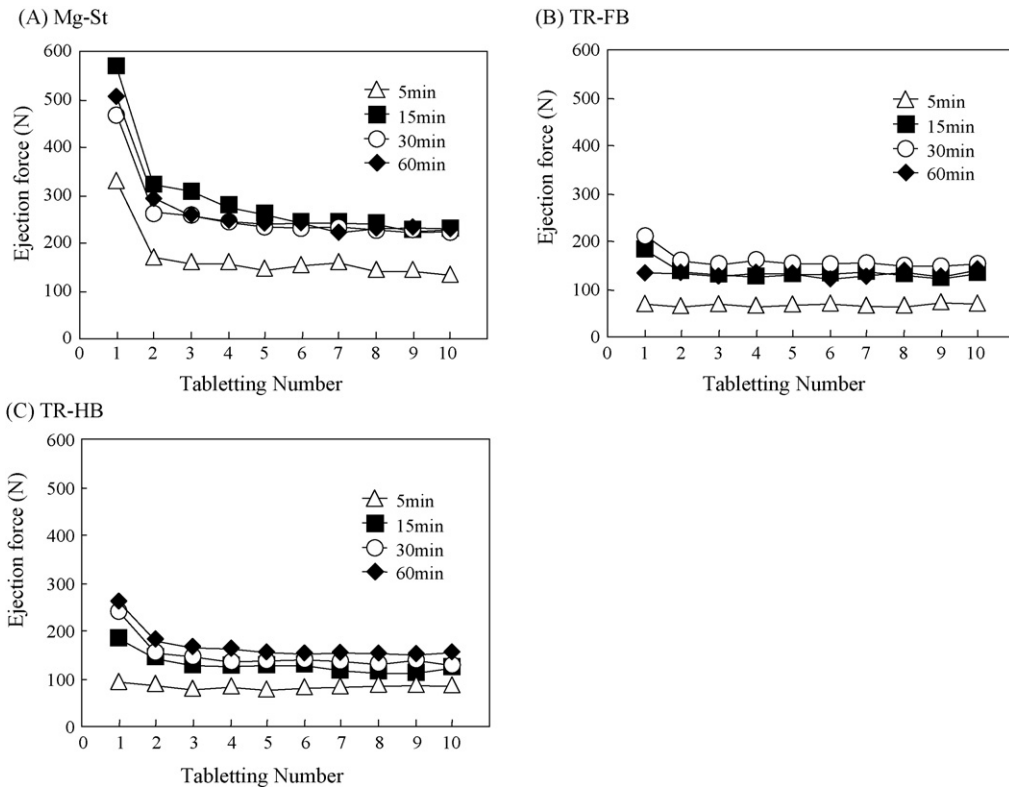 (A) Mg-St
Ejection force (N)
600
500
400
300
200
100
0
0 1 2 3 4 5 6 7 8 9 10
Tabletting Number
5min
15min
30min
60min
(B) TR-FB
Ejection force (N)
600
500
400
300
200
100
0
0 1 2 3 4 5 6 7 8 9 10
Tabletting Number
5min
15min
30min
60min
(C) TR-HB
Ejection force (N)
600
500
400
300
200
100
0
0 1 2 3 4 5 6 7 8 9 10
Tabletting Number
5min
15min
30min
60min